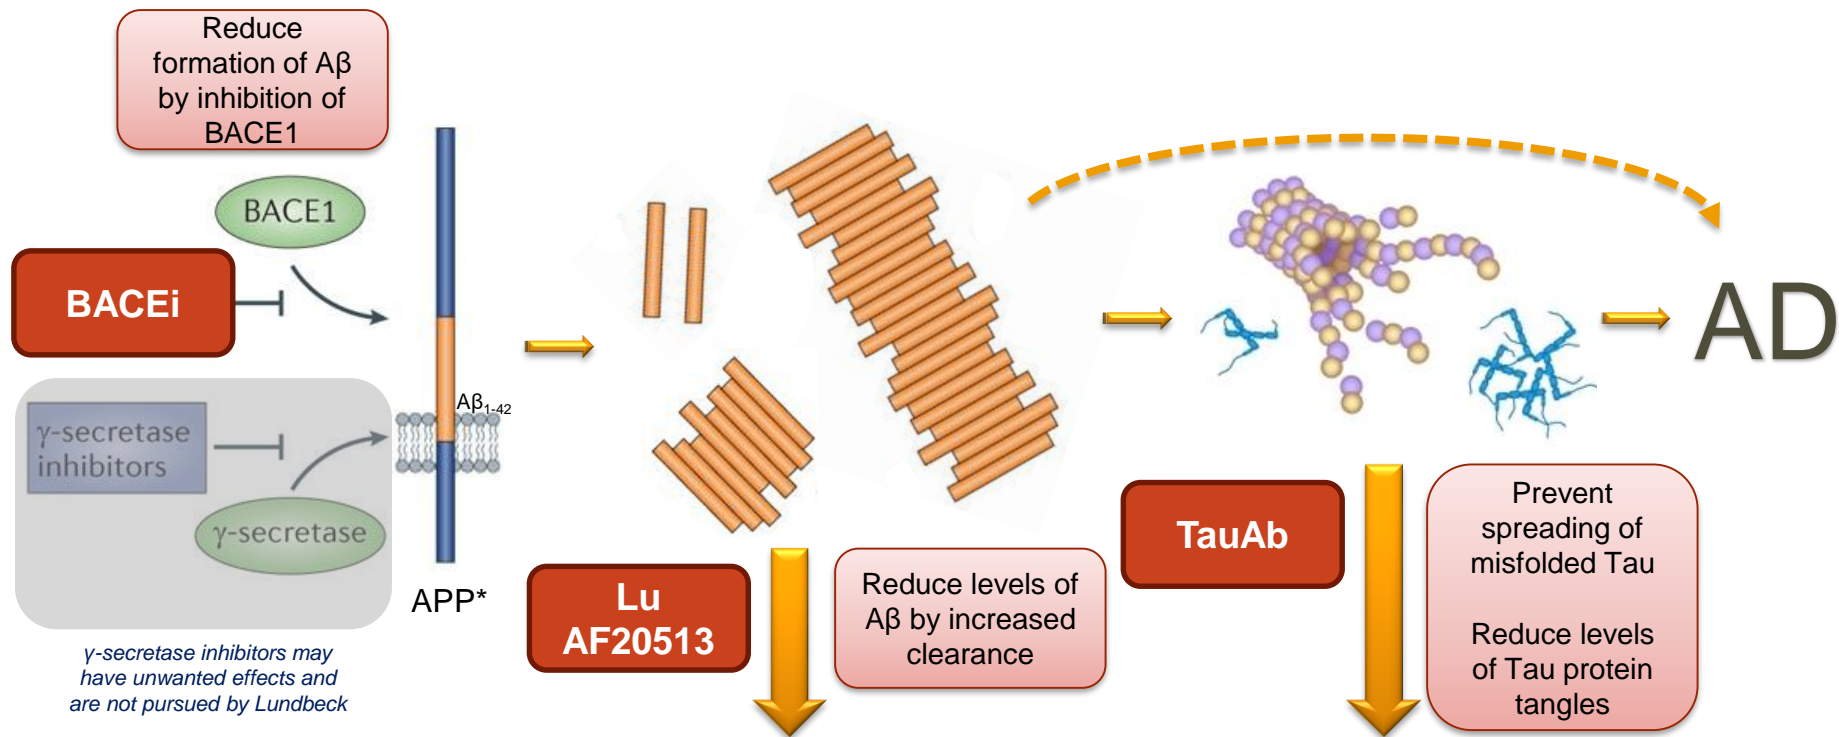 Reduce
formation of Aβ
by inhibition of
BACE1
BACE1
BACEi
γ-secretase
inhibitors
γ-secretase
Aβ1-42
APP*
γ-secretase inhibitors may
have unwanted effects and
are not pursued by Lundbeck
Lu
AF20513
Reduce levels of
Aβ by increased
clearance
TauAb
Prevent
spreading of
misfolded Tau
Reduce levels
of Tau protein
tangles
AD